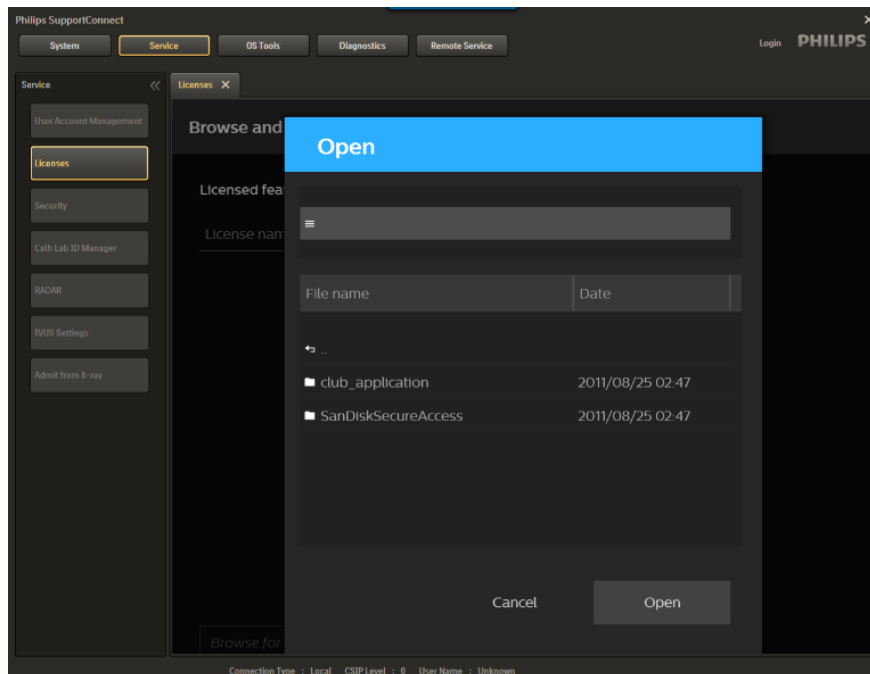 Philips SupportConnect
System Service OS Tools Diagnostics Remote Service Login PHILIPS
Service
Licenses
User Account Management
Licenses
Security
Cath Lab ID Manager
RADAR
IVUS Settings
Admit from X-ray
Browse and
Licensed fea
License nam
Open
File name Date
..
club_application 2011/08/25 02:47
SanDiskSecureAccess 2011/08/25 02:47
Cancel Open
Browse for
Connection Type : Local CSIP Level : 0 User Name : Unknown